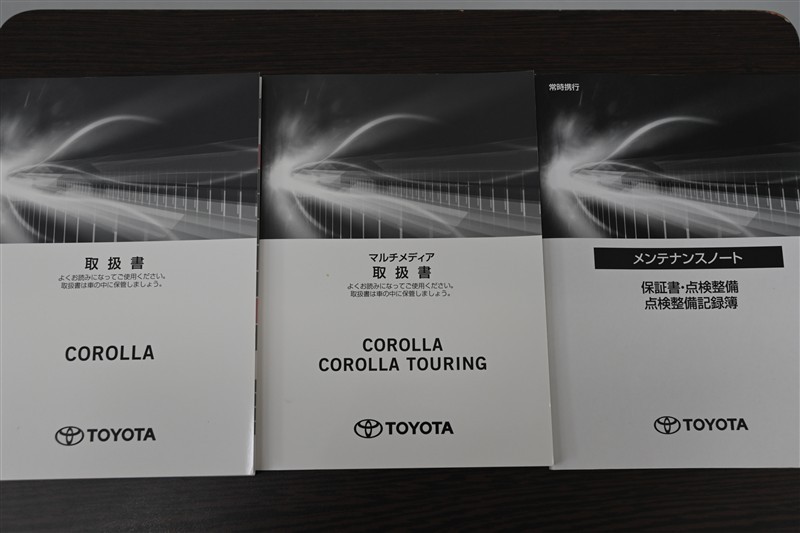 取扱書
よくお読みになってご使用ください。
取扱書は車の中に保管しましょう。
COROLLA
TOYOTA
マルチメディア
取扱書
よくお読みになってご使用ください。
取扱書は車の中に保管しましょう。
COROLLA
COROLLA TOURING
TOYOTA
常時携行
メンテナンスノート
保証書・点検整備
点検整備記録簿
TOYOTA